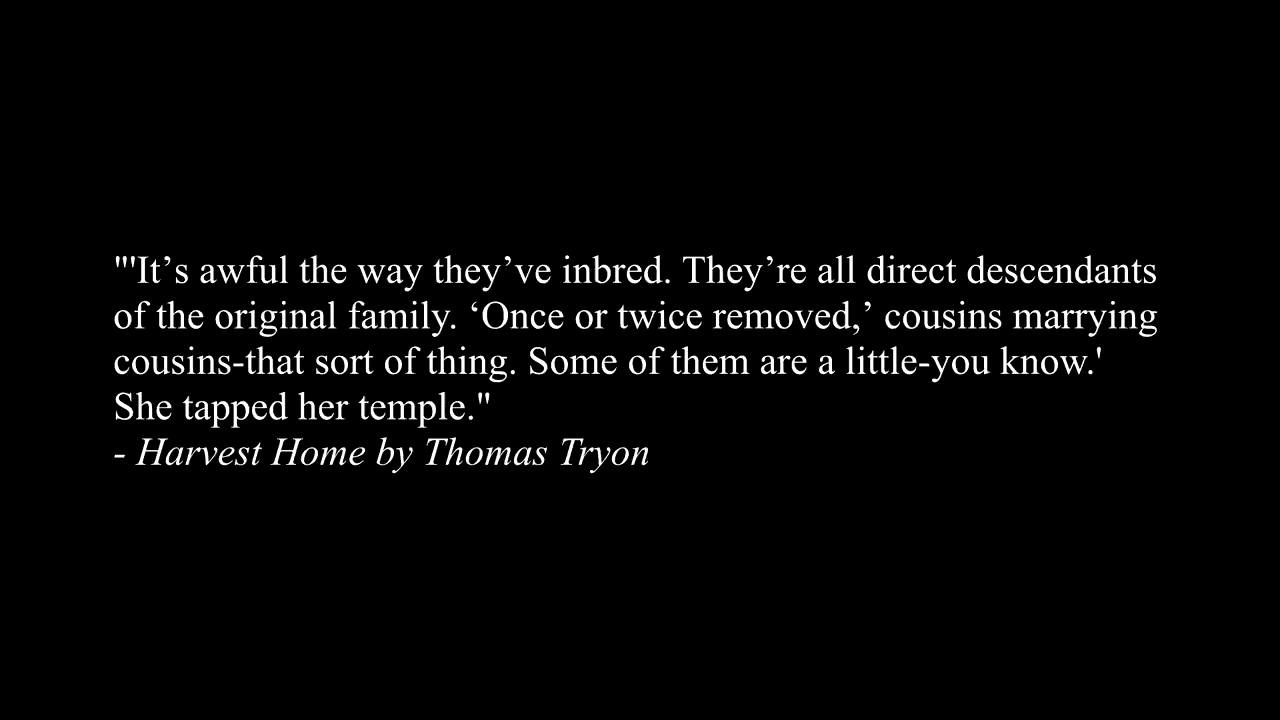 "'It’s awful the way they’ve inbred. They’re all direct descendants
of the original family. ‘Once or twice removed,’ cousins marrying
cousins-that sort of thing. Some of them are a little-you know.'
She tapped her temple."
- Harvest Home by Thomas Tryon